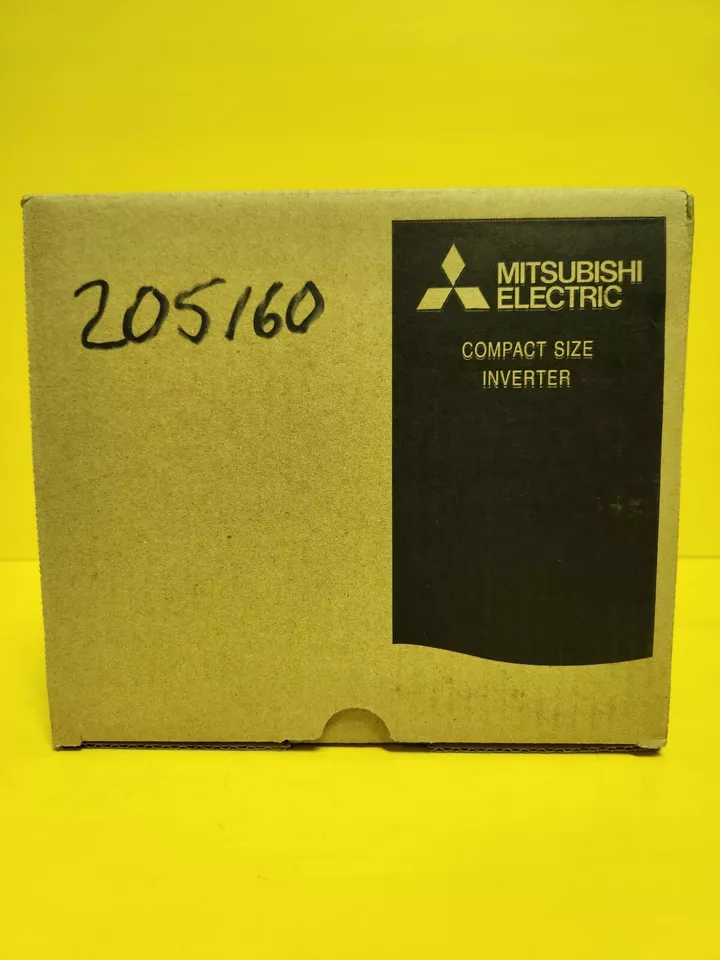 205160
MITSUBISHI
ELECTRIC
COMPACT SIZE
INVERTER